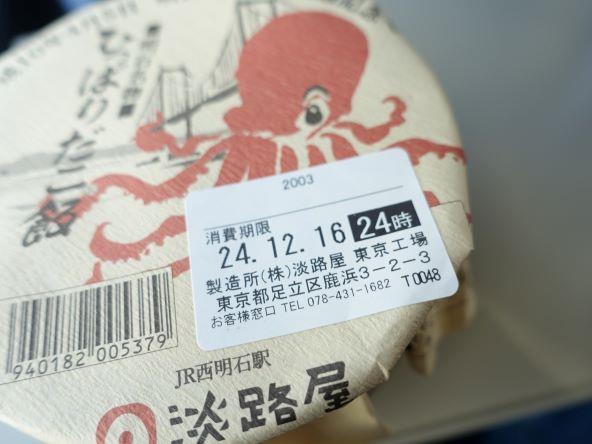 ひっぱりだこ飯
2003
消費期限
24.12.16 24時
製造所(株)淡路屋 東京工場
東京都足立区鹿浜3-2-3
お客様窓口 TEL 078-431-1682 T0048
940182 005379
JR西明石駅
淡路屋